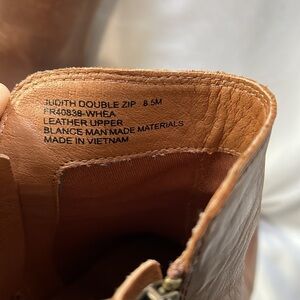 JUDITH DOUBLE ZIP 8.5M
FR40838-WHEA
LEATHER UPPER
BLANCE MAN MADE MATERIALS
MADE IN VIETNAM